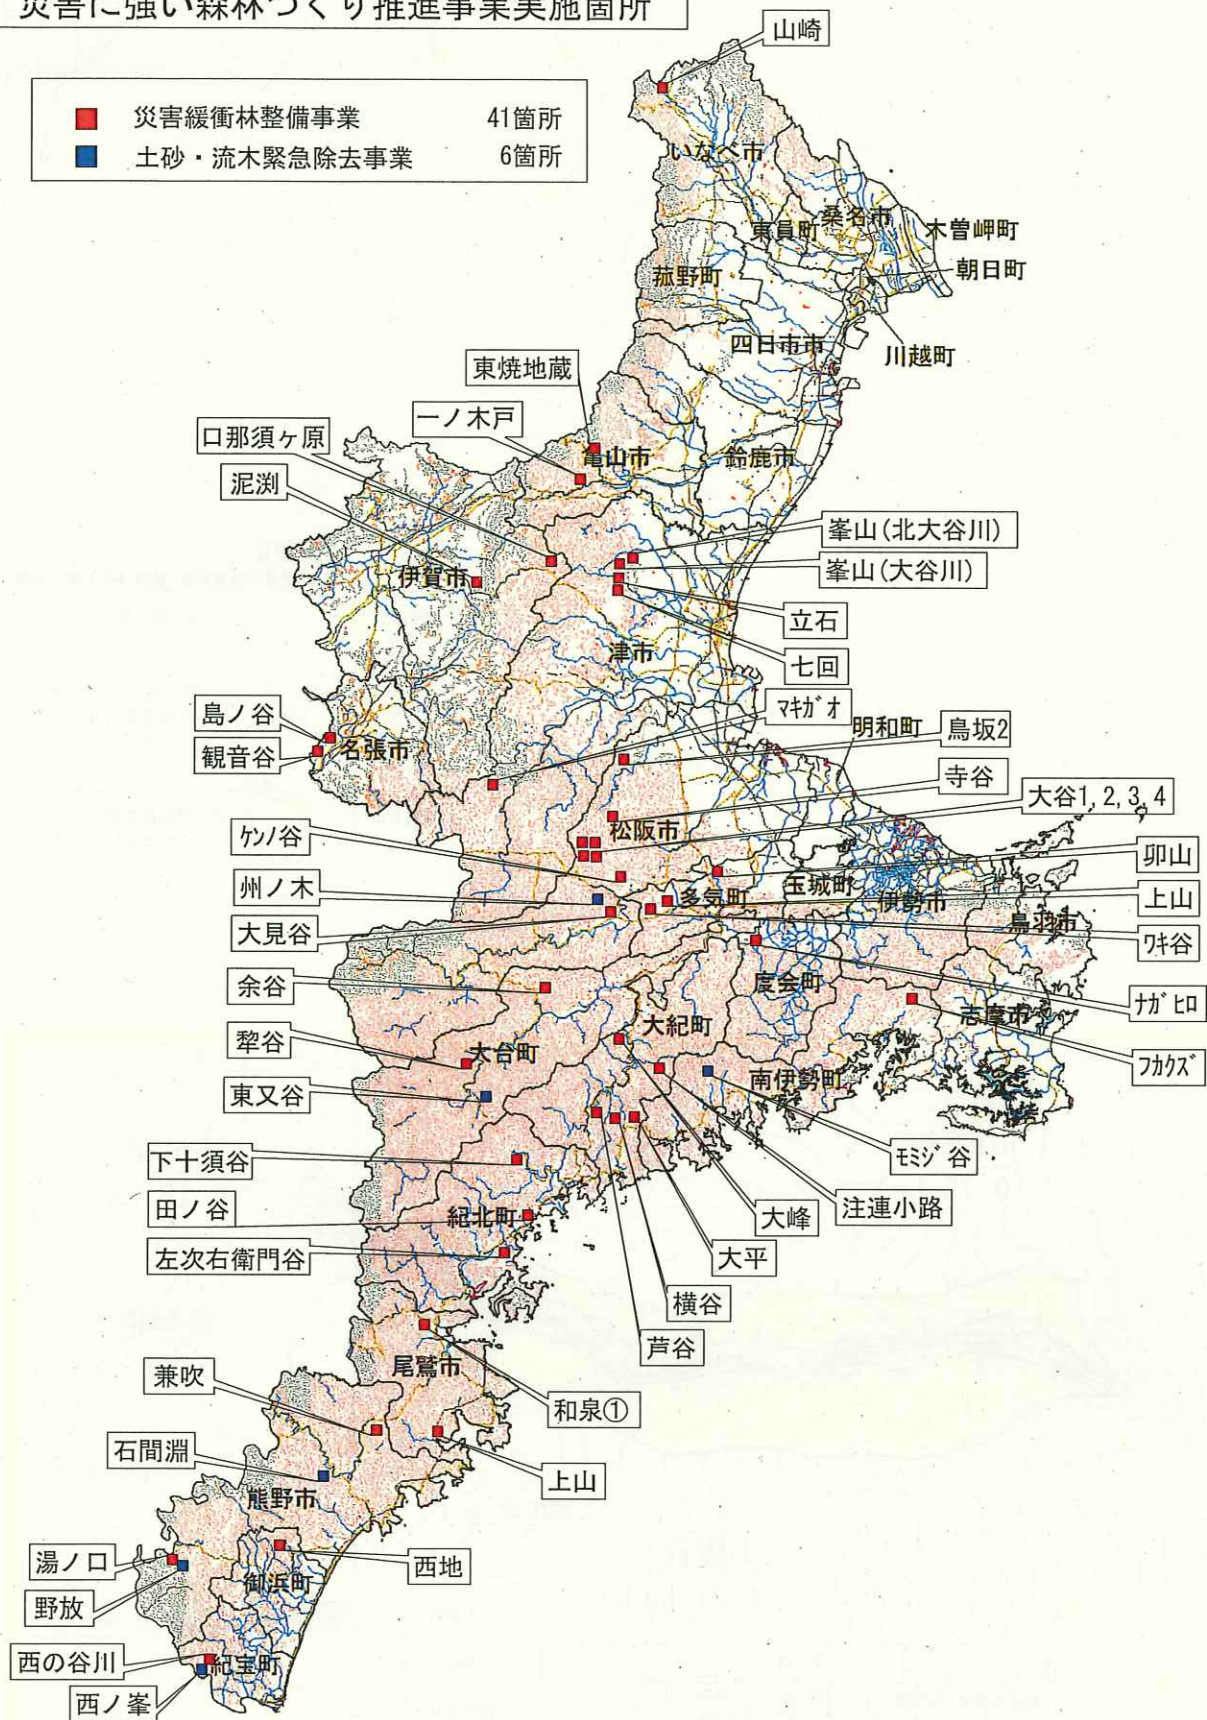 災害に強い森林づくり推進事業実施箇所
災害緩衝林整備事業 41箇所
土砂・流木緊急除去事業 6箇所
山崎
いなべ市
桑名市
東員町
木曽岬町
朝日町
菰野町
四日市市
川越町
東焼地蔵
一ノ木戸
口那須ヶ原
亀山市
鈴鹿市
泥渕
峯山(北大谷川)
伊賀市
峯山(大谷川)
立石
津市
七回
島ノ谷
マキガオ
明和町
鳥坂2
観音谷
名張市
寺谷
大谷1,2,3,4
松阪市
ケンノ谷
卯山
州ノ木
多気町
玉城町
伊勢市
上山
大見谷
鳥羽市
ワキ谷
余谷
度会町
ナガヒロ
大紀町
志摩市
犂谷
大台町
南伊勢町
フカクズ
東又谷
モミジ谷
下十須谷
注連小路
田ノ谷
紀北町
大峰
左次右衛門谷
大平
横谷
芦谷
尾鷲市
兼吹
和泉①
石間淵
上山
熊野市
湯ノ口
西地
御浜町
野放
西の谷川
紀宝町
西ノ峯